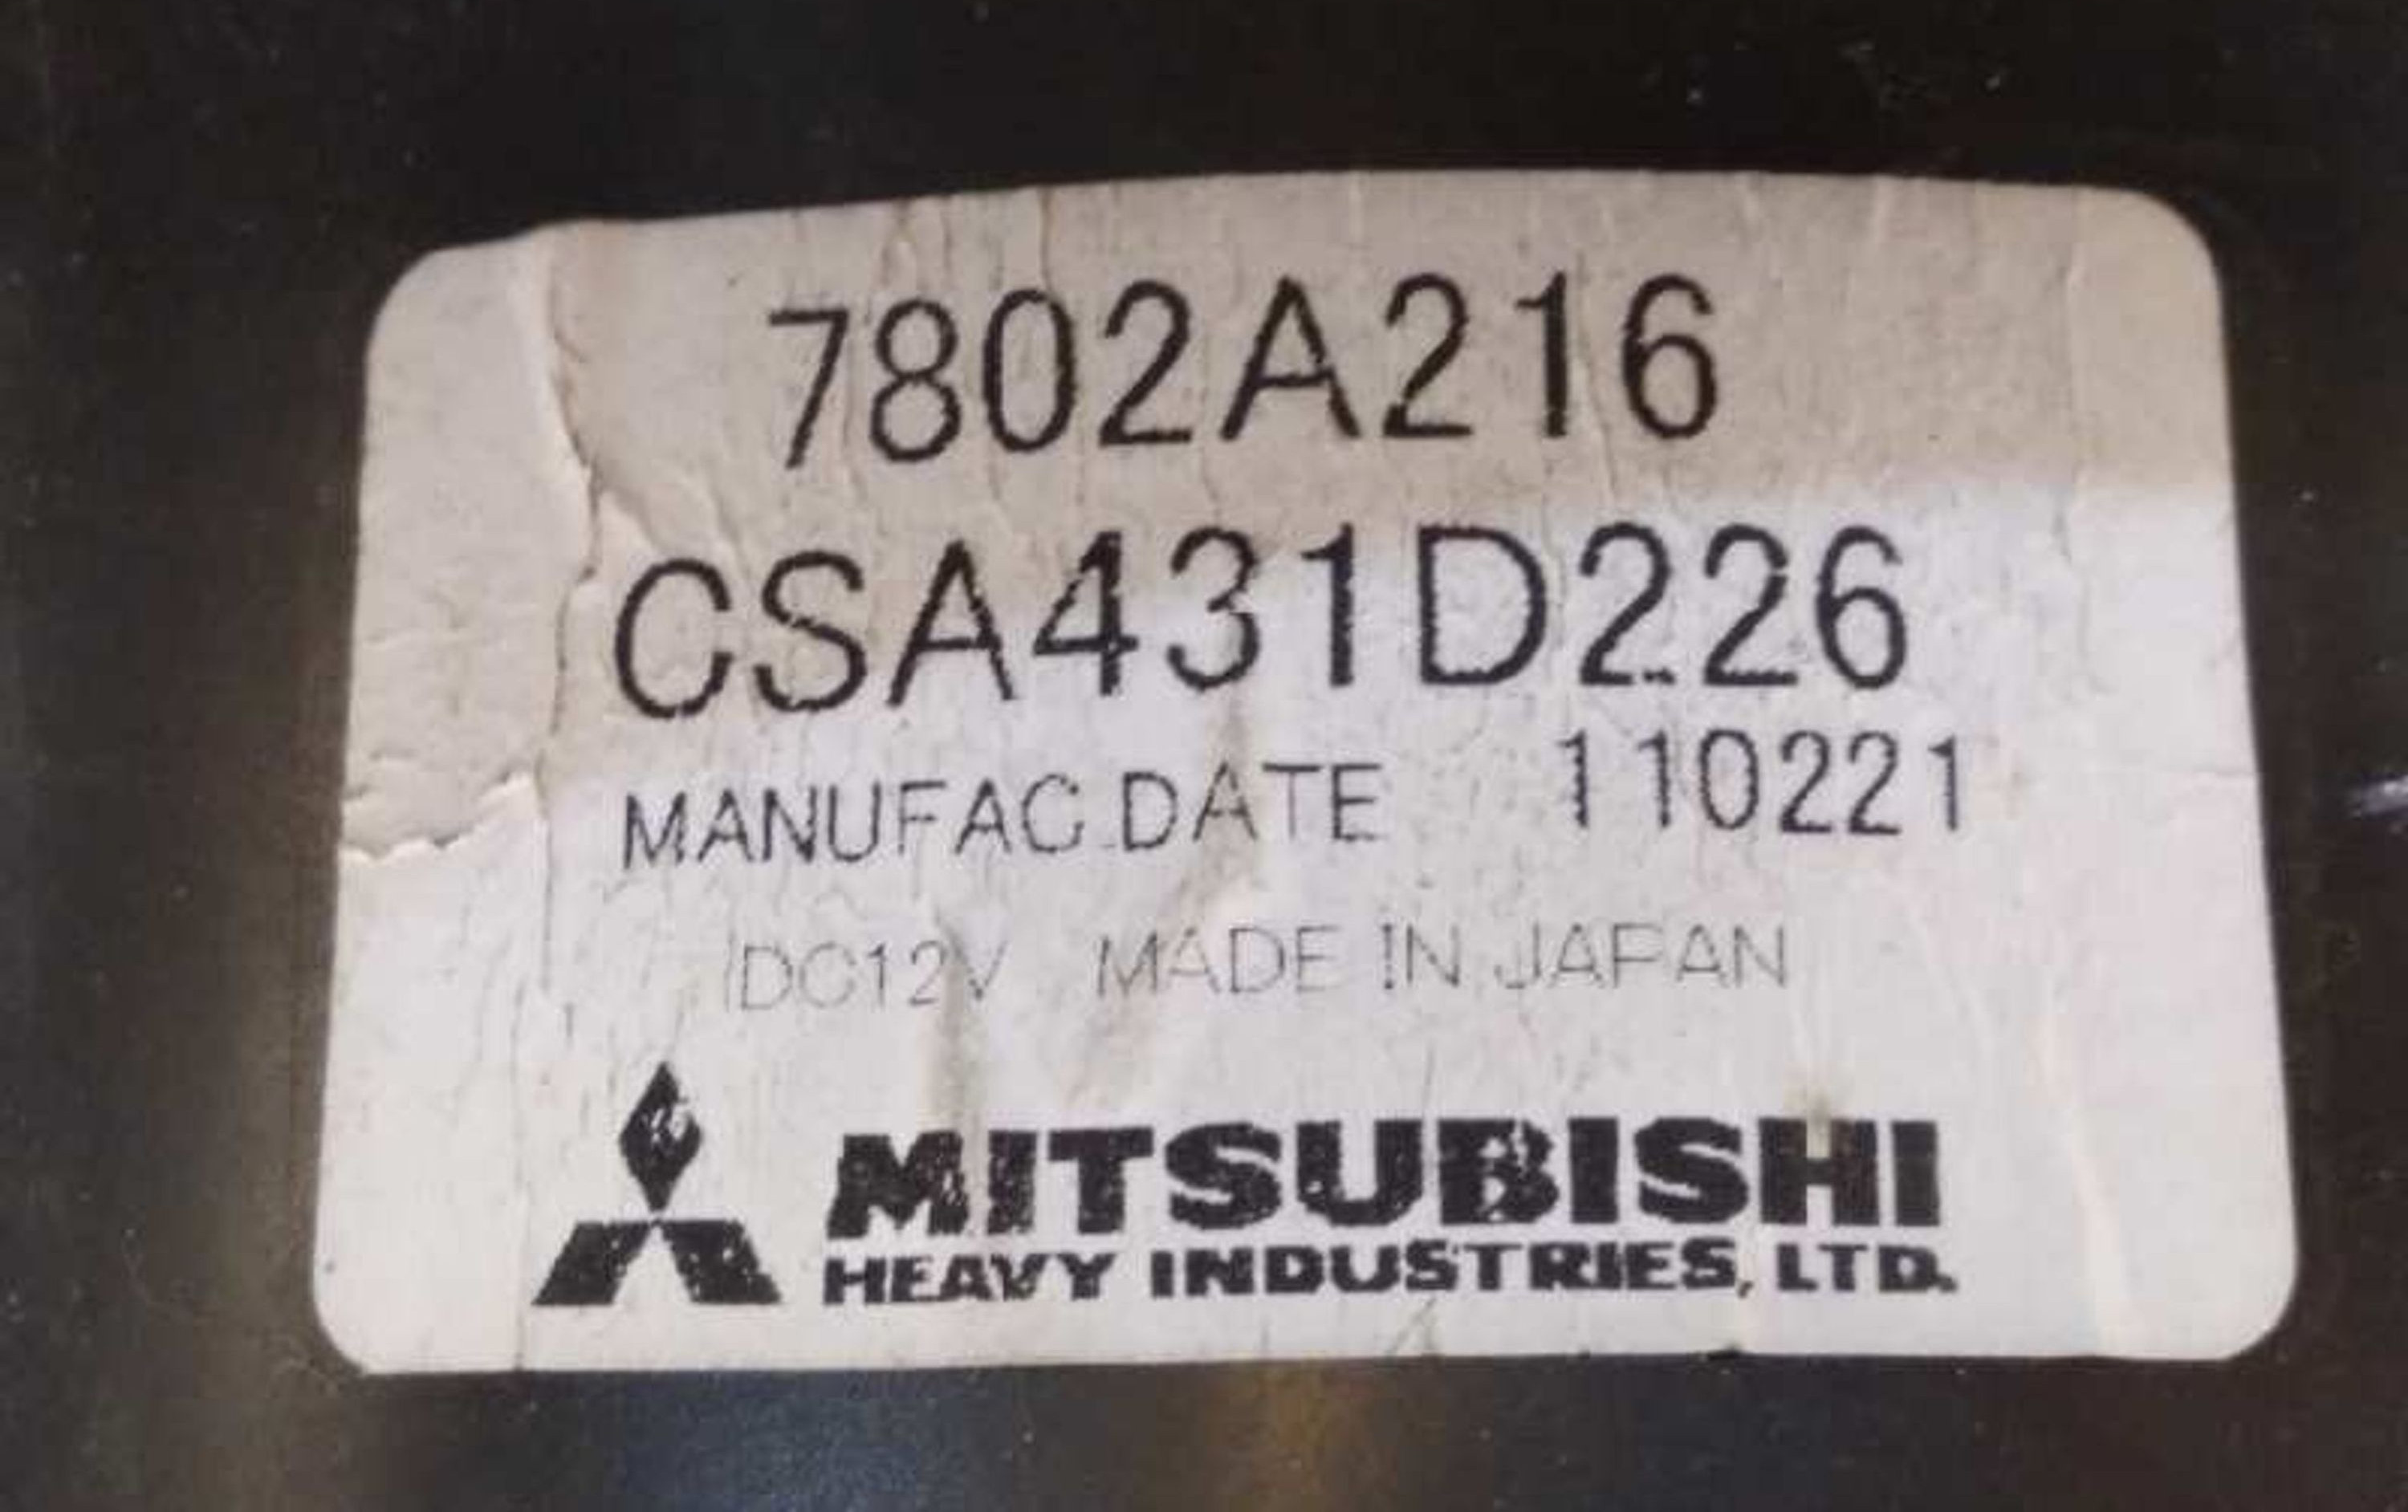 7802A216
CSA431D226
MANUFAC.DATE 110221
DC12V MADE IN JAPAN
MITSUBISHI
HEAVY INDUSTRIES, LTD.